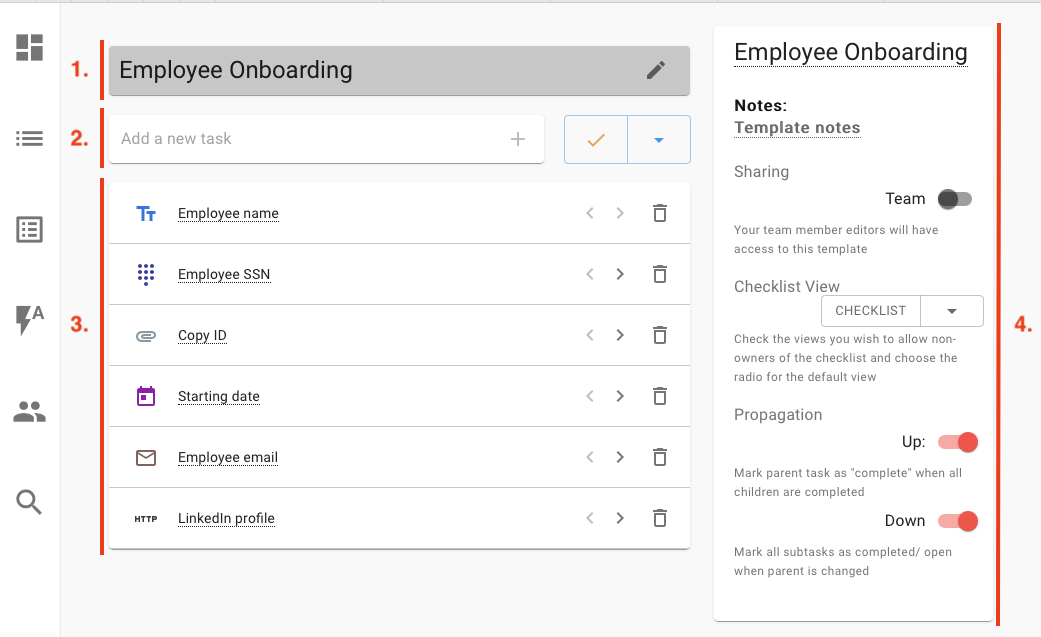 1.
Employee Onboarding
2.
Add a new task
3.
Tт
Employee name
Employee SSN
Copy ID
Starting date
Employee email
HTTP
LinkedIn profile
A
Employee Onboarding
Notes:
Template notes
Sharing
Team
Your team member editors will have
access to this template
Checklist View
CHECKLIST
Check the views you wish to allow non-
owners of the checklist and choose the
radio for the default view
Propagation
Up:
Mark parent task as "complete" when all
children are completed
Down
Mark all subtasks as completed/ open
when parent is changed
4.